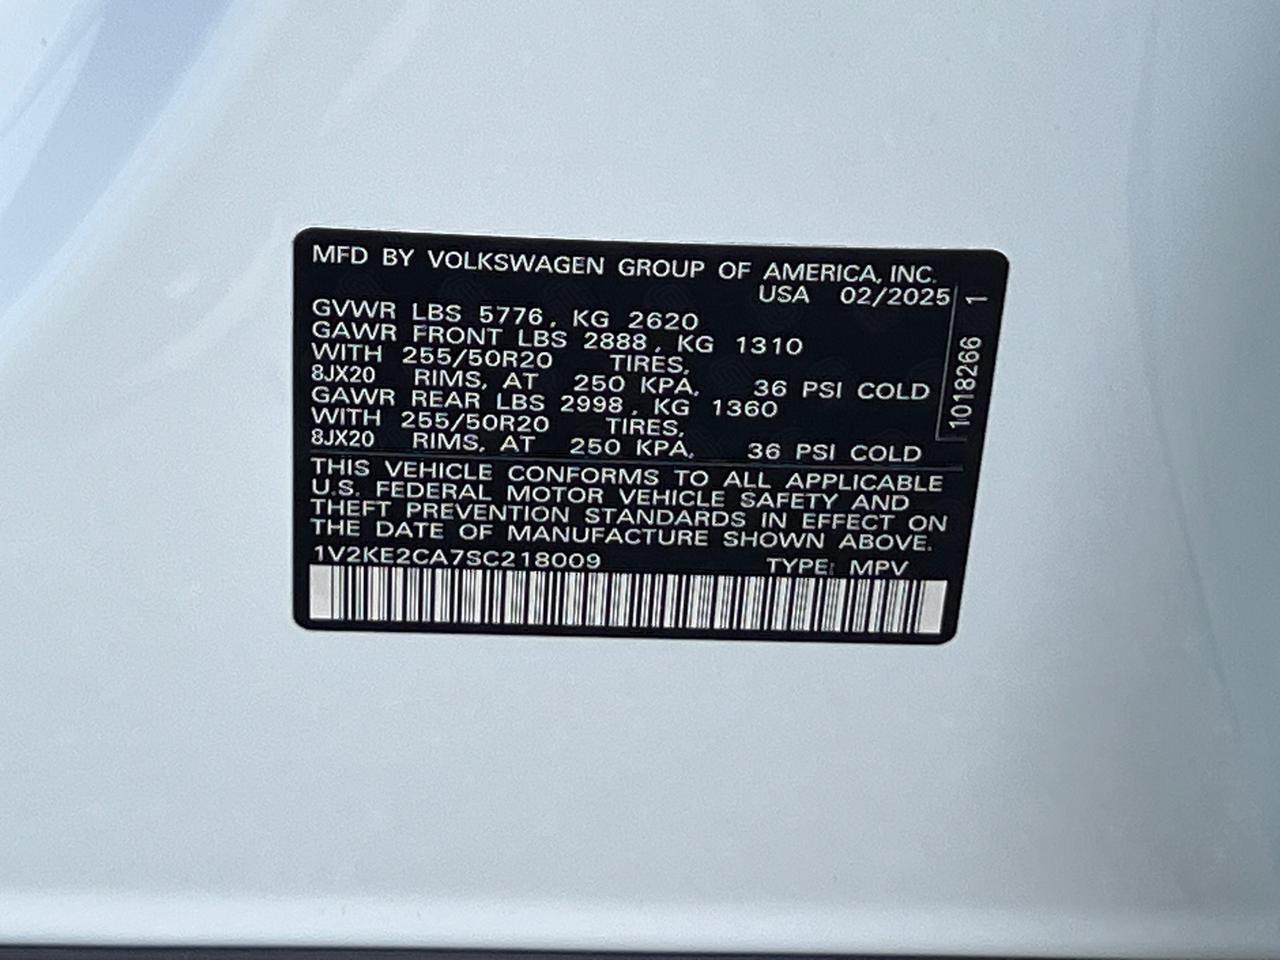 MFD BY VOLKSWAGEN GROUP OF AMERICA, INC.
USA 02/2025
GVWR LBS 5776, KG 2620
GAWR FRONT LBS 2888, KG 1310
WITH 255/50R20 TIRES,
8JX20 RIMS, AT 250 KPA, 36 PSI COLD
GAWR REAR LBS 2998, KG 1360
WITH 255/50R20 TIRES,
8JX20 RIMS, AT 250 KPA, 36 PSI COLD
THIS VEHICLE CONFORMS TO ALL APPLICABLE
U.S. FEDERAL MOTOR VEHICLE SAFETY AND
THEFT PREVENTION STANDARDS IN EFFECT ON
THE DATE OF MANUFACTURE SHOWN ABOVE.
1V2KE2CA7SC218009 TYPE: MPV
1018266 1